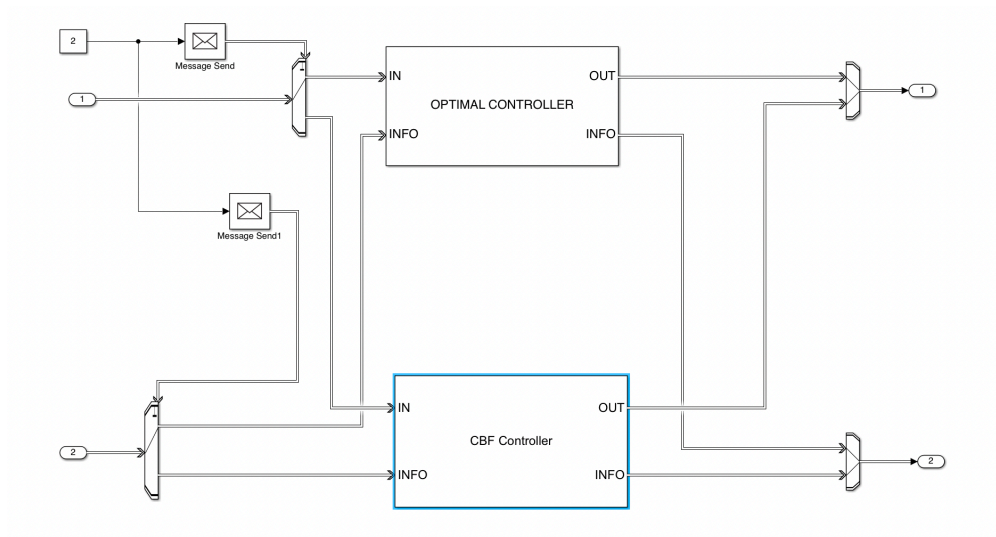 2
Message Send
1
IN
OUT
OPTIMAL CONTROLLER
INFO
INFO
1
Message Send1
IN
OUT
CBF Controller
2
INFO
INFO
2